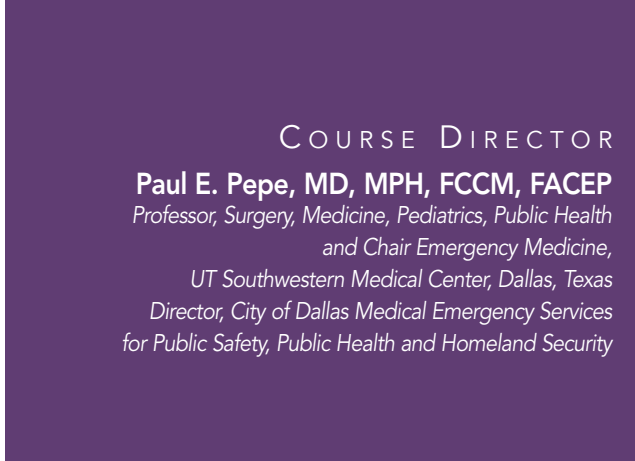 COURSE DIRECTOR
Paul E. Pepe, MD, MPH, FCCM, FACEP
Professor, Surgery, Medicine, Pediatrics, Public Health
and Chair Emergency Medicine,
UT Southwestern Medical Center, Dallas, Texas
Director, City of Dallas Medical Emergency Services
for Public Safety, Public Health and Homeland Security